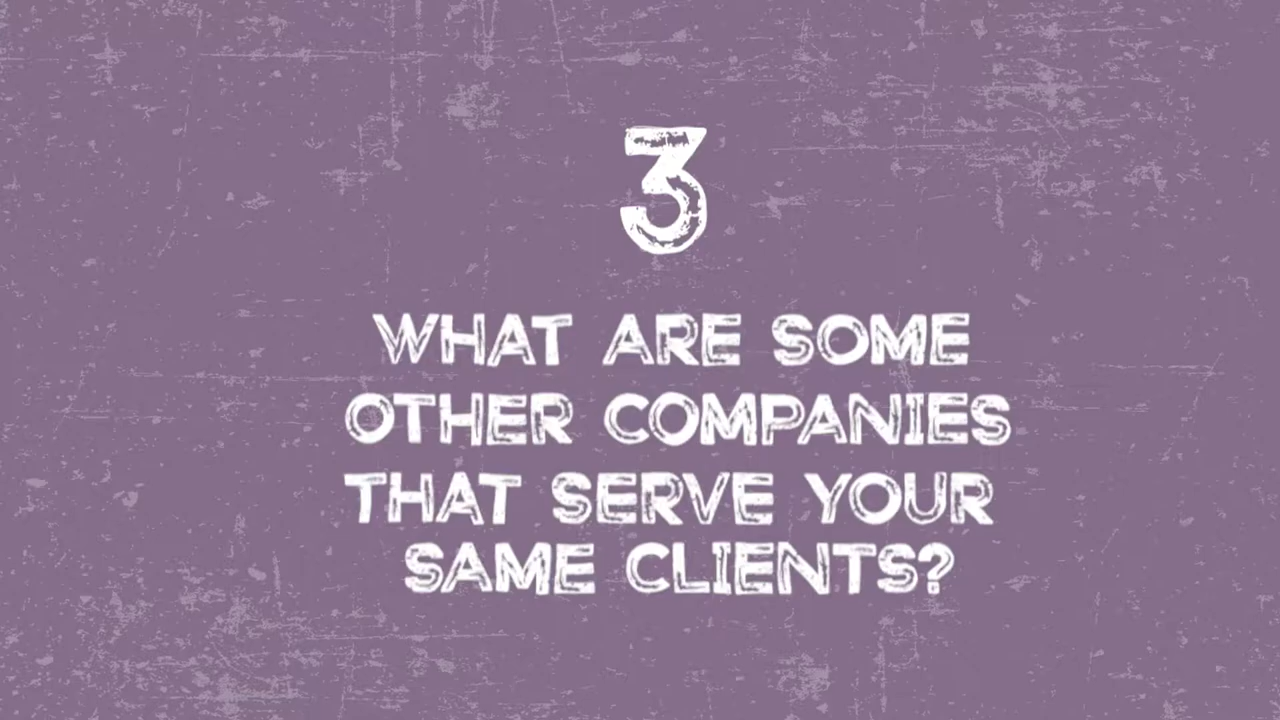 3
WHAT ARE SOME
OTHER COMPANIES
THAT SERVE YOUR
SAME CLIENTS?